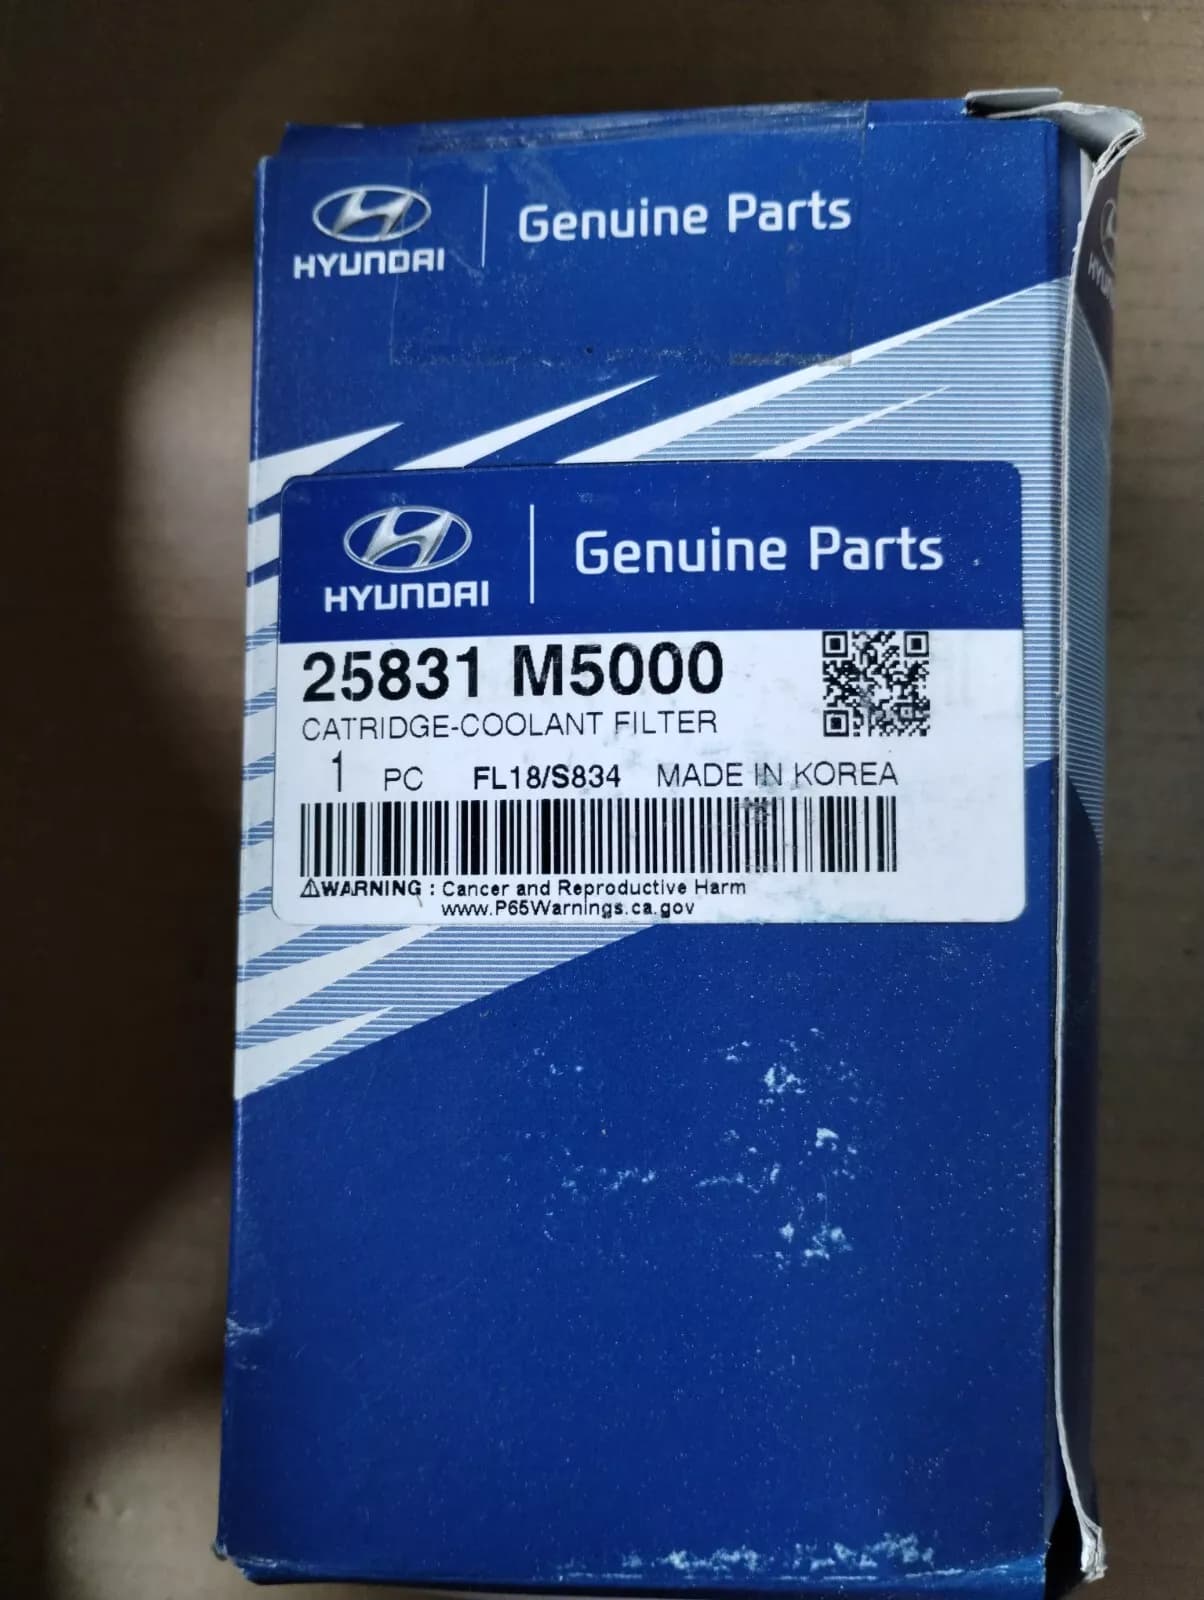 HYUNDAI
Genuine Parts
HYUNDAI
Genuine Parts
25831 M5000
CATRIDGE-COOLANT FILTER
1 PC FL18/S834 MADE IN KOREA
⚠WARNING : Cancer and Reproductive Harm
www.P65Warnings.ca.gov